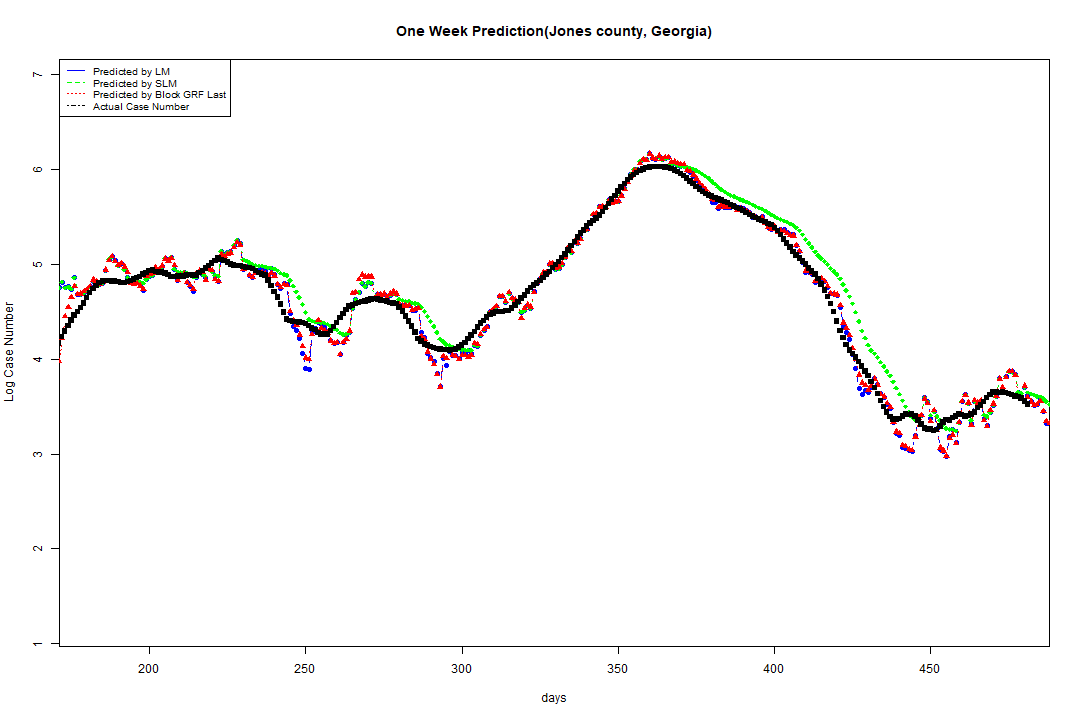 One Week Prediction(Jones county, Georgia)
Predicted by LM
Predicted by SLM
Predicted by Block GRF Last
Actual Case Number
7
6
5
4
3
2
1
Log Case Number
200 250 300 350 400 450
days